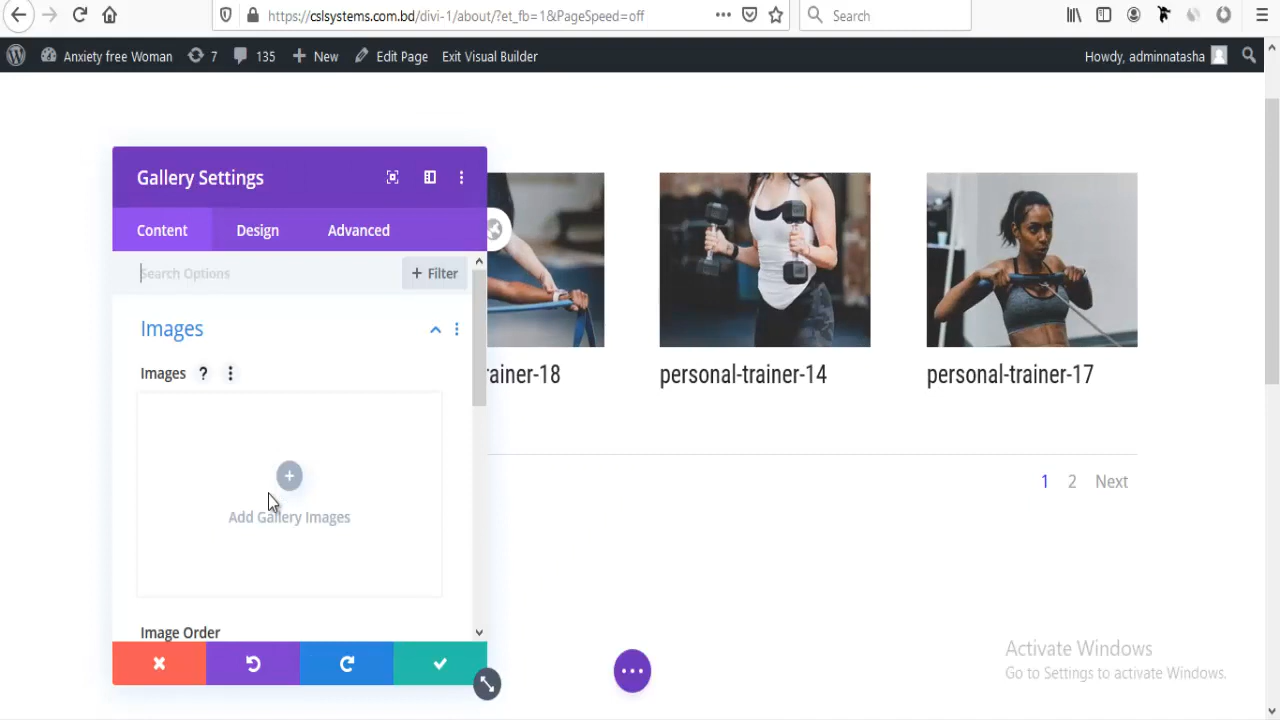 https://cslsystems.com.bd/divi-1/about/?et_fb=1&PageSpeed=off
Search
Anxiety free Woman
7
135
New
Edit Page
Exit Visual Builder
Howdy, adminnatasha
Gallery Settings
Content
Design
Advanced
Search Options
+ Filter
Images
Images ?
Add Gallery Images
Image Order
rainer-18
personal-trainer-14
personal-trainer-17
1 2 Next
Activate Windows
Go to Settings to activate Windows.